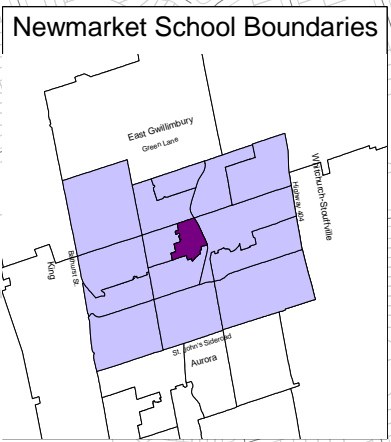 Newmarket School Boundaries
East Gwillimbury
Green Lane
Whitchurch-Stouffville
Highway 404
King
Bathurst St.
St. John's Sideroad
Aurora